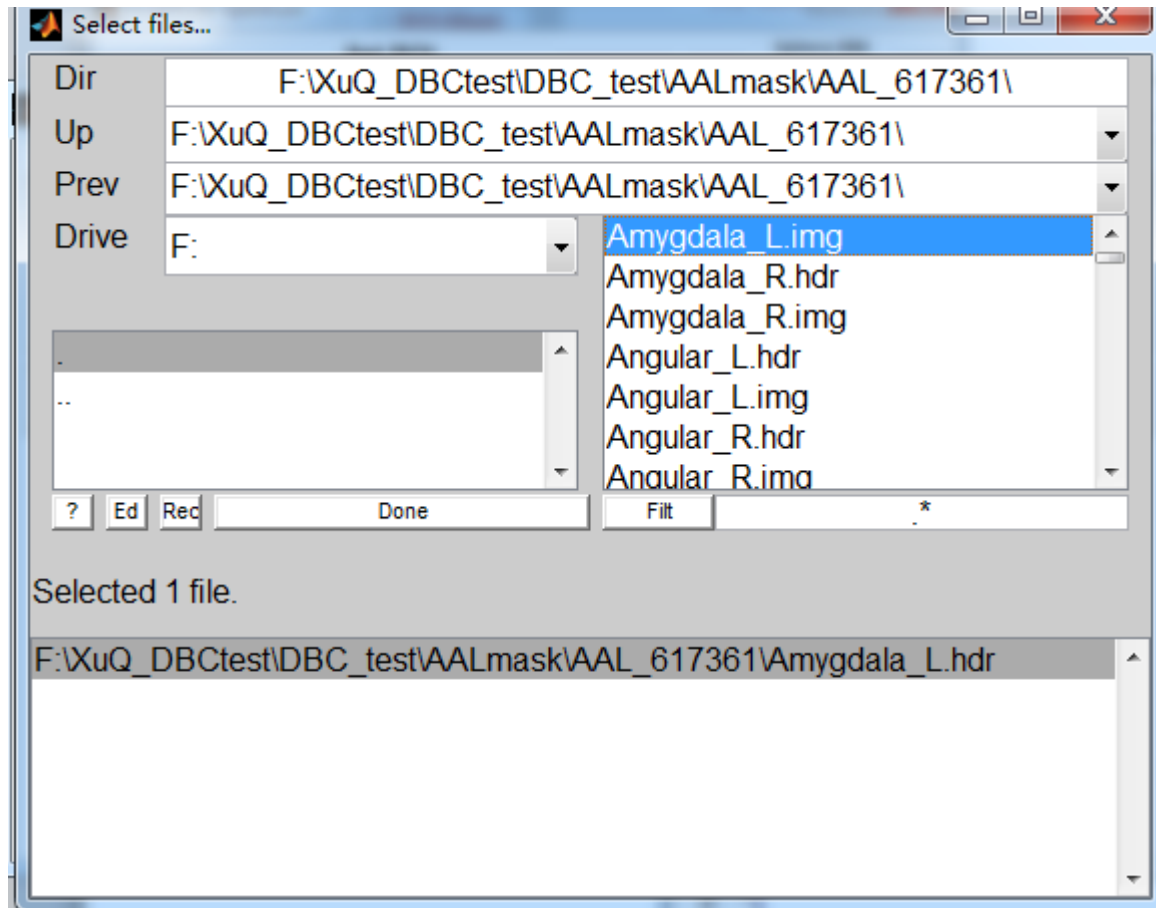 Select files...
Dir F:\XuQ_DBCtest\DBC_test\AALmask\AAL_617361\
Up F:\XuQ_DBCtest\DBC_test\AALmask\AAL_617361\
Prev F:\XuQ_DBCtest\DBC_test\AALmask\AAL_617361\
Drive F:
Amygdala_L.img
Amygdala_R.hdr
Amygdala_R.img
Angular_L.hdr
Angular_L.img
Angular_R.hdr
Angular_R.img
.
..
? Ed Rec Done Filt .*
Selected 1 file.
F:\XuQ_DBCtest\DBC_test\AALmask\AAL_617361\Amygdala_L.hdr